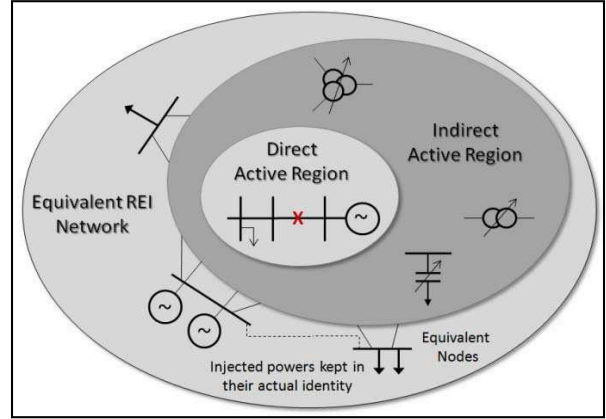 Indirect
Active Region
Direct
Active Region
X
Equivalent REI
Network
~
~
~
Equivalent
Nodes
Injected powers kept in
their actual identity